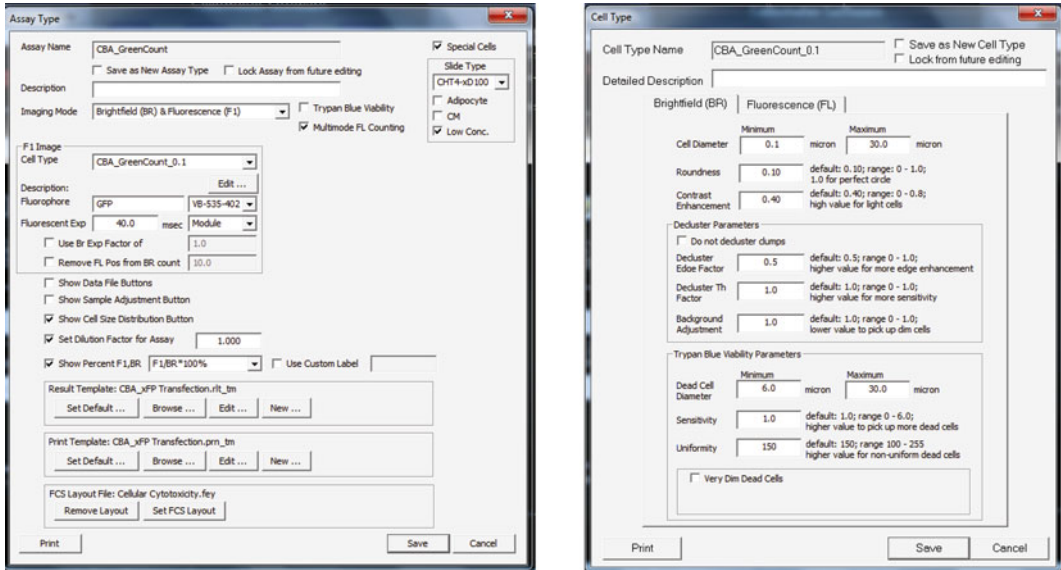 Assay Type
Assay Name CBA_GreenCount
Special Cells
Save as New Assay Type Lock Assay from future editing
Slide Type
CHT4-xD100
Description
Adipocyte
Imaging Mode Brightfield (BR) & Fluorescence (F1)
Trypan Blue Viability
CM
Multimode FL Counting
Low Conc.
F1 Image
Cell Type CBA_GreenCount_0.1
Description: Edit ...
Fluorophore GFP VB-535-402
Fluorescent Exp 40.0 msec Module
Use Br Exp Factor of 1.0
Remove FL Pos from BR count 10.0
Show Data File Buttons
Show Sample Adjustment Button
Show Cell Size Distribution Button
Set Dilution Factor for Assay 1.000
Show Percent F1,BR F1/BR*100% Use Custom Label
Result Template: CBA_xFP Transfection.rlt_tm
Set Default ... Browse ... Edit ... New ...
Print Template: CBA_xFP Transfection.prn_tm
Set Default ... Browse ... Edit ... New ...
FCS Layout File: Cellular Cytotoxicity.fey
Remove Layout Set FCS Layout
Print Save Cancel
Cell Type
Cell Type Name CBA_GreenCount_0.1
Save as New Cell Type
Lock from future editing
Detailed Description
Brightfield (BR) Fluorescence (FL)
Minimum Maximum
Cell Diameter 0.1 micron 30.0 micron
Roundness 0.10 default: 0.10; range: 0 - 1.0;
1.0 for perfect circle
Contrast
Enhancement 0.40 default: 0.40; range: 0 - 0.8;
high value for light cells
Decluster Parameters
Do not decluster clumps
Decluster
Edge Factor 0.5 default: 0.5; range 0 - 1.0;
higher value for more edge enhancement
Decluster Th
Factor 1.0 default: 1.0; range 0 - 1.0;
higher value for more sensitivity
Background
Adjustment 1.0 default: 1.0; range 0 - 1.0;
lower value to pick up dim cells
Trypan Blue Viability Parameters
Minimum Maximum
Dead Cell
Diameter 6.0 micron 30.0 micron
Sensitivity 1.0 default: 1.0; range 0 - 6.0;
higher value to pick up more dead cells
Uniformity 150 default: 150; range 100 - 255
higher value for non-uniform dead cells
Very Dim Dead Cells
Print Save Cancel